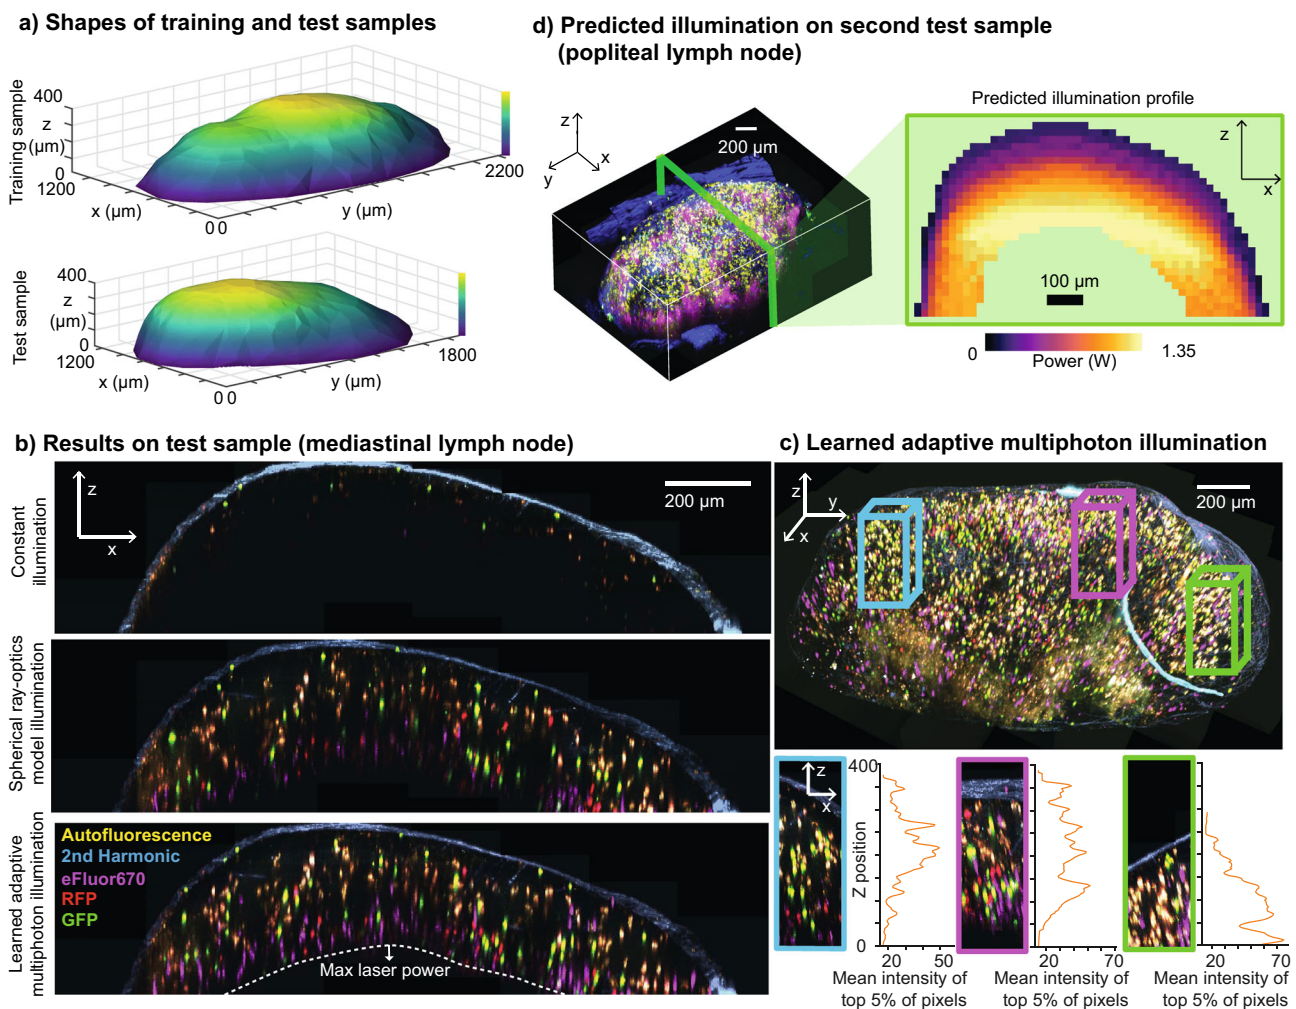 a) Shapes of training and test samples
Training sample
400
z
(µm)
0
1200
x (µm)
0 0
y (µm)
2200
Test sample
400
z
(µm)
0
1200
x (µm)
0 0
y (µm)
1800
d) Predicted illumination on second test sample
(popliteal lymph node)
z
x
y
200 µm
Predicted illumination profile
z
x
100 µm
0
1.35
Power (W)
b) Results on test sample (mediastinal lymph node)
Constant
illumination
z
x
200 µm
Spherical ray-optics
model illumination
Learned adaptive
multiphoton illumination
Autofluorescence
2nd Harmonic
eFluor670
RFP
GFP
Max laser power
c) Learned adaptive multiphoton illumination
z
y
x
200 µm
z
x
400
Z position
0
20
50
Mean intensity of
top 5% of pixels
20
70
Mean intensity of
top 5% of pixels
20
70
Mean intensity of
top 5% of pixels